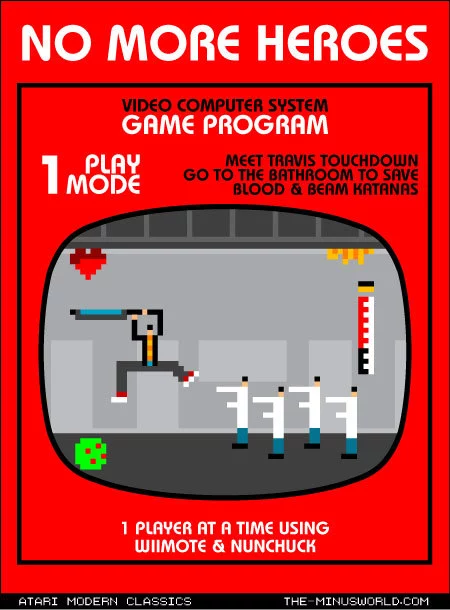 NO MORE HEROES
VIDEO COMPUTER SYSTEM
GAME PROGRAM
1 PLAY MODE
MEET TRAVIS TOUCHDOWN
GO TO THE BATHROOM TO SAVE
BLOOD & BEAM KATANAS
1 PLAYER AT A TIME USING
WIIMOTE & NUNCHUCK
ATARI MODERN CLASSICS
THE-MINUSWORLD.COM